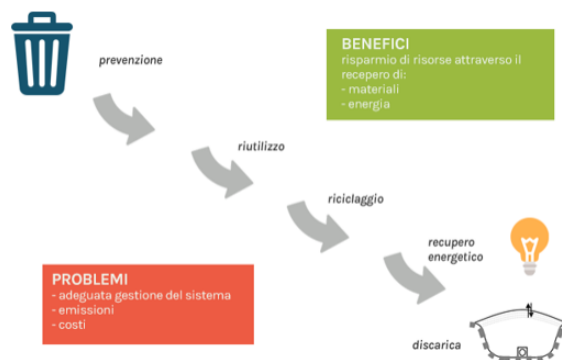 prevenzione
BENEFICI
risparmio di risorse attraverso il
recepero di:
- materiali
- energia
riutilizzo
riciclaggio
recupero
energetico
PROBLEMI
- adeguata gestione del sistema
- emissioni
- costi
discarica